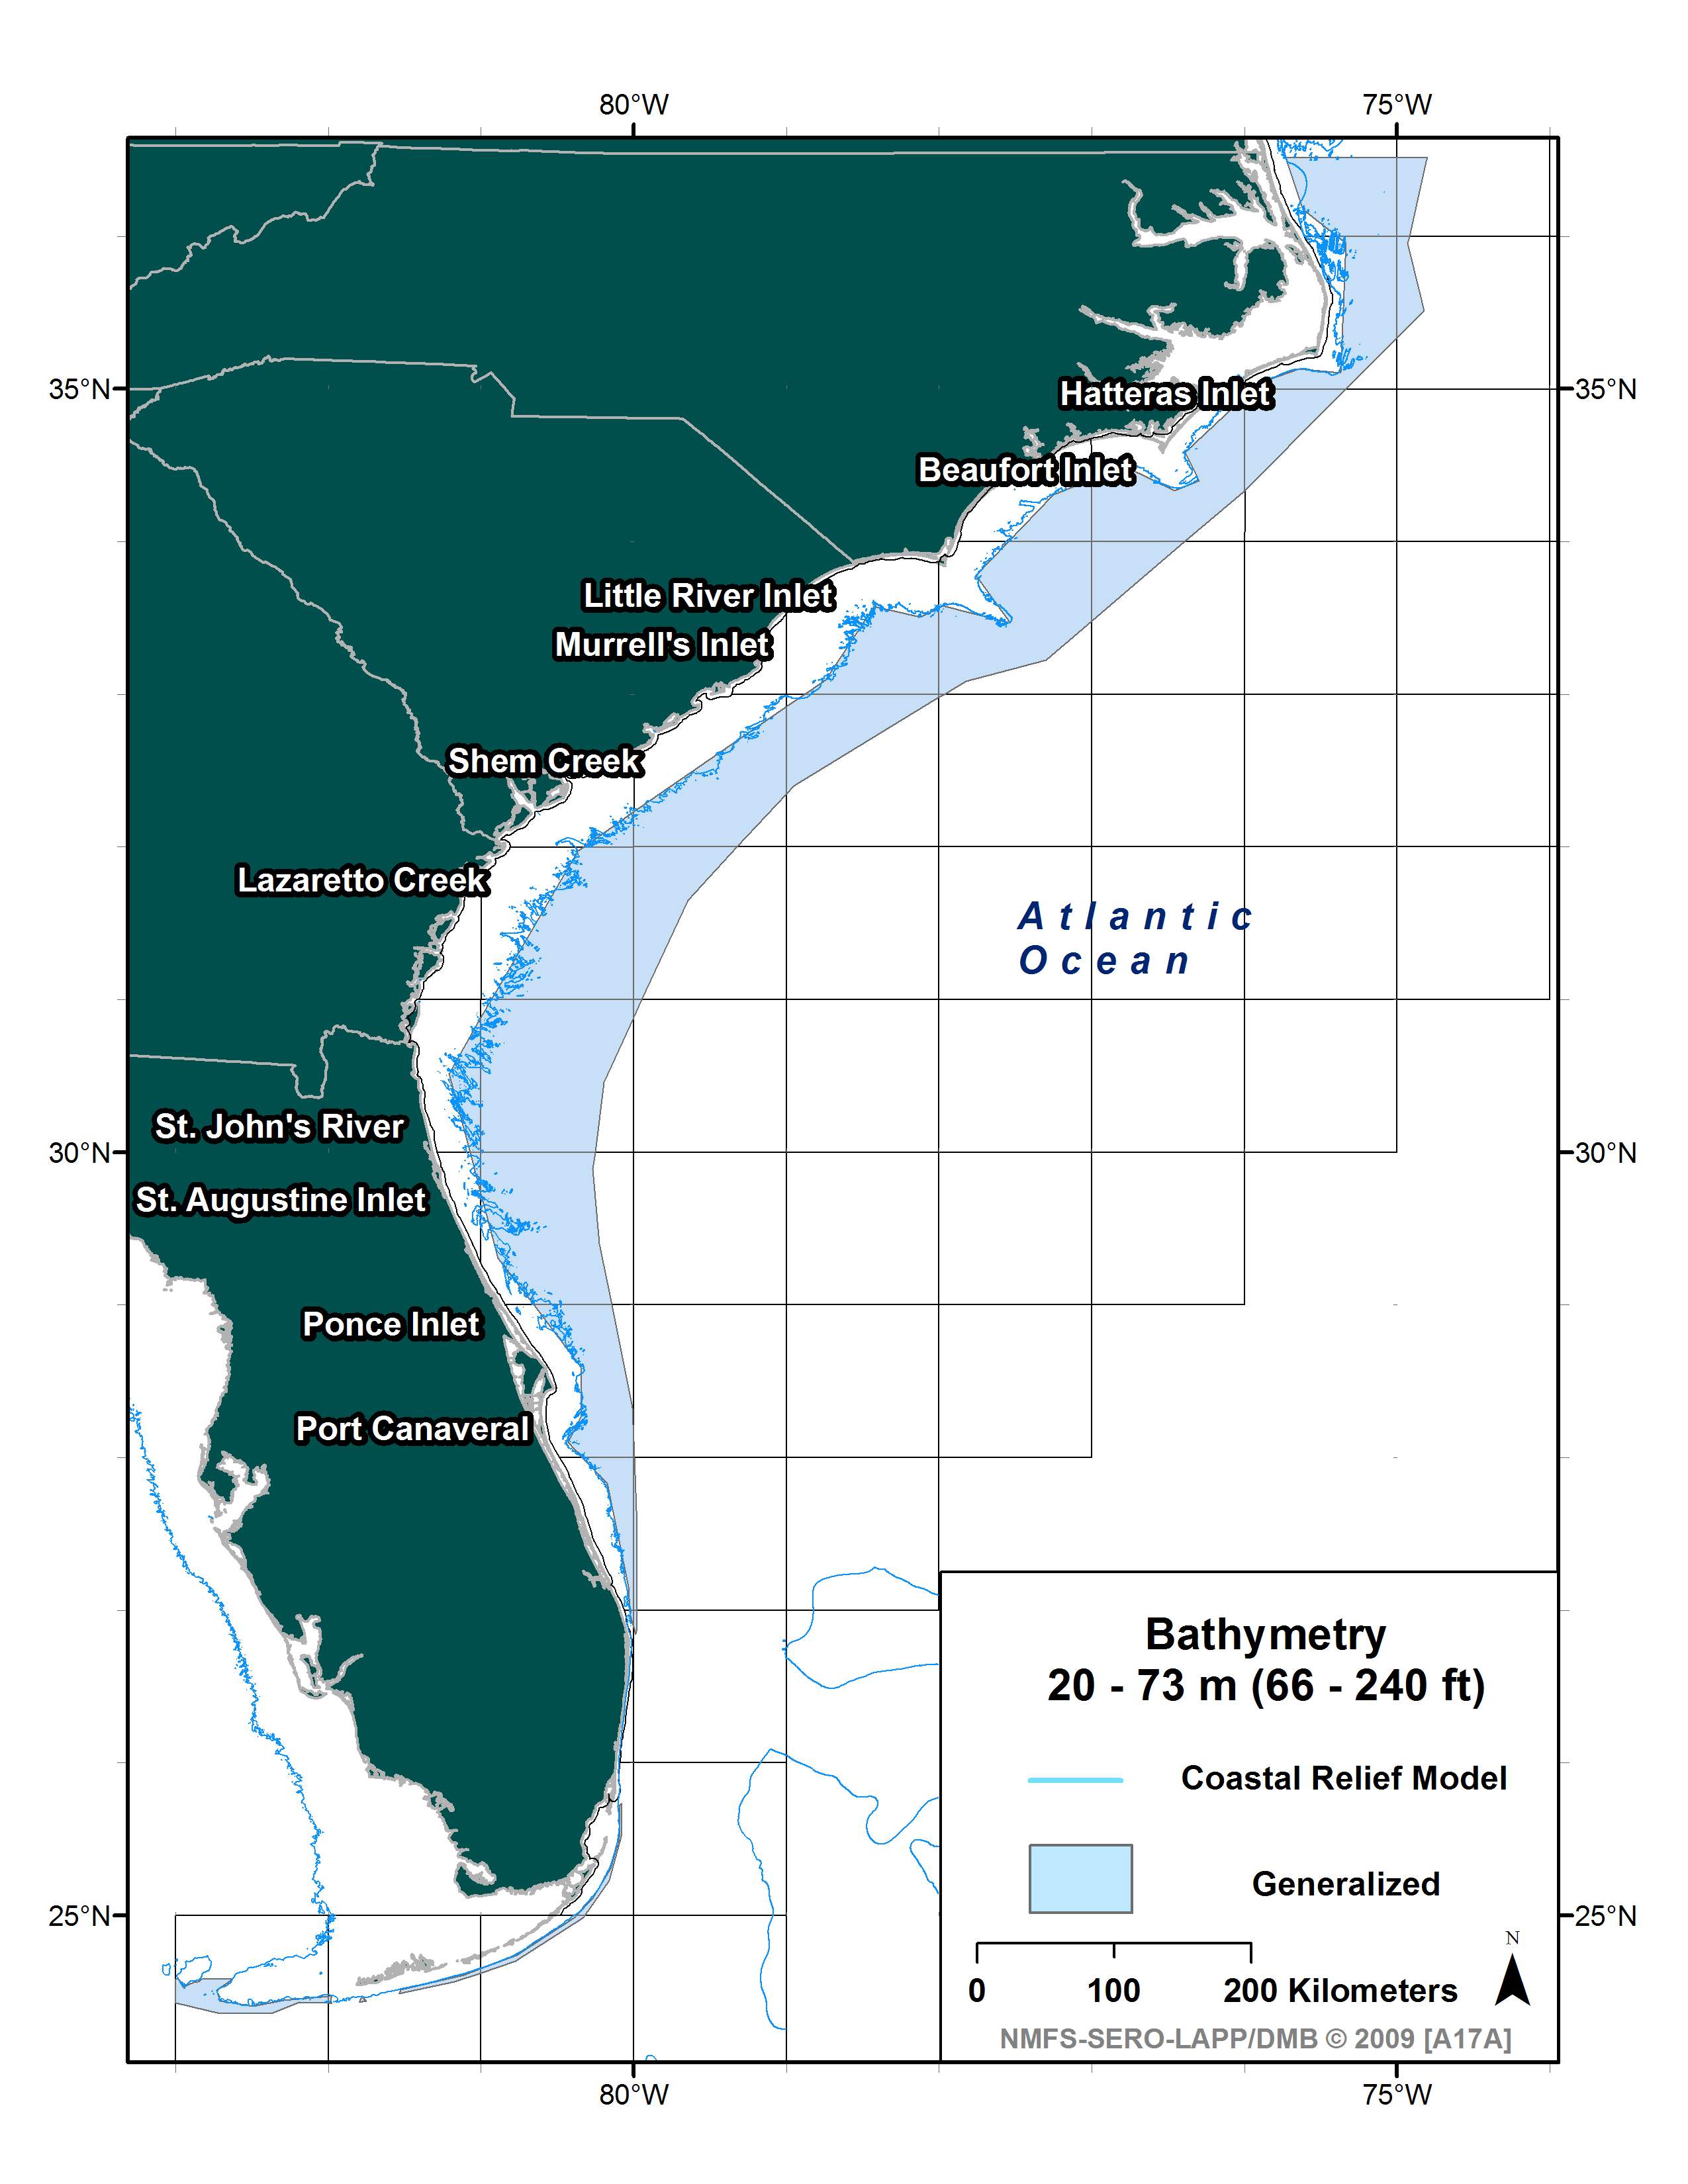 80°W
75°W
35°N
35°N
Hatteras Inlet
Beaufort Inlet
Little River Inlet
Murrell's Inlet
Shem Creek
Lazaretto Creek
Atlantic
Ocean
St. John's River
30°N
30°N
St. Augustine Inlet
Ponce Inlet
Port Canaveral
Bathymetry
20 - 73 m (66 - 240 ft)
Coastal Relief Model
Generalized
25°N
25°N
N
0
100
200 Kilometers
NMFS-SERO-LAPP/DMB © 2009 [A17A]
80°W
75°W